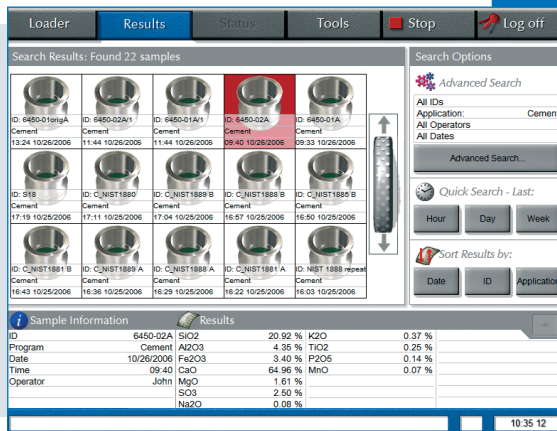 Loader Results Status Tools Stop Log off
Search Results: Found 22 samples
Search Options
ID: 6450-01origA ID: 6450-02A/1 ID: 6450-01A/1 ID: 6450-02A ID: 6450-01A
Cement Cement Cement Cement Cement
13:24 10/26/2006 11:44 10/26/2006 11:44 10/26/2006 09:40 10/26/2006 09:33 10/26/2006
ID: S18 ID: C_NIST1880 ID: C_NIST1889 B ID: C_NIST1888 B ID: C_NIST1885 B
Cement Cement Cement Cement Cement
17:19 10/25/2006 17:11 10/25/2006 17:04 10/25/2006 16:57 10/25/2006 16:50 10/25/2006
ID: C_NIST1881 B ID: C_NIST1889 A ID: C_NIST1888 A ID: C_NIST1881 A ID: NIST 1888 repeat
Cement Cement Cement Cement Cement
16:43 10/25/2006 16:36 10/25/2006 16:29 10/25/2006 16:22 10/25/2006 16:03 10/25/2006
Advanced Search
All IDs
Application: Cement
All Operators
All Dates
Advanced Search...
Quick Search - Last:
Hour Day Week
Sort Results by:
Date ID Application
Sample Information
Results
ID 6450-02A SiO2 20.92 % K2O 0.37 %
Program Cement Al2O3 4.35 % TiO2 0.25 %
Date 10/26/2006 Fe2O3 3.40 % P2O5 0.14 %
Time 09:40 CaO 64.96 % MnO 0.07 %
Operator John MgO 1.61 %
SO3 2.50 %
Na2O 0.08 %
10:35 12